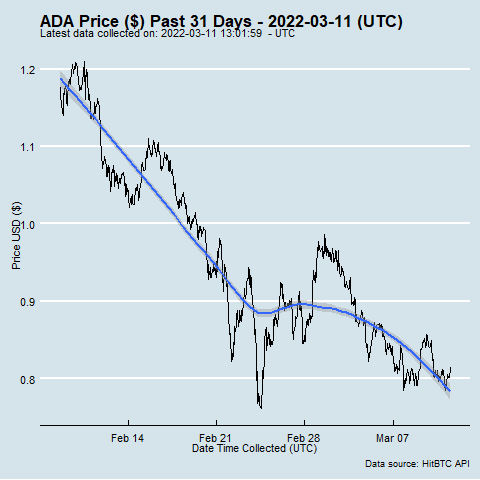 ADA Price ($) Past 31 Days - 2022-03-11 (UTC)
Latest data collected on: 2022-03-11 13:01:59  - UTC
1.2
1.1
1.0
0.9
0.8
Price USD ($)
Feb 14
Feb 21
Feb 28
Mar 07
Date Time Collected (UTC)
Data source: HitBTC API